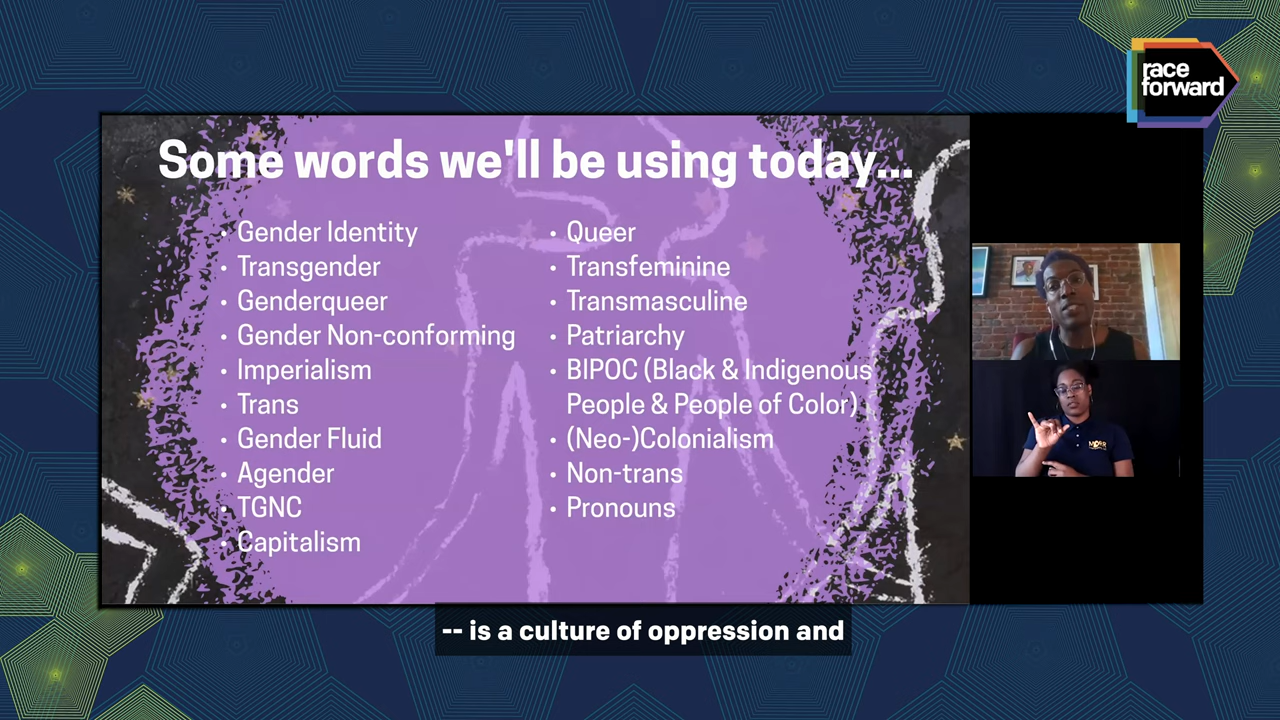 race
forward
Some words we'll be using today...
• Gender Identity
• Transgender
• Genderqueer
• Gender Non-conforming
• Imperialism
• Trans
• Gender Fluid
• Agender
• TGNC
• Capitalism
• Queer
• Transfeminine
• Transmasculine
• Patriarchy
• BIPOC (Black & Indigenous
People & People of Color)
• (Neo-)Colonialism
• Non-trans
• Pronouns
-- is a culture of oppression and